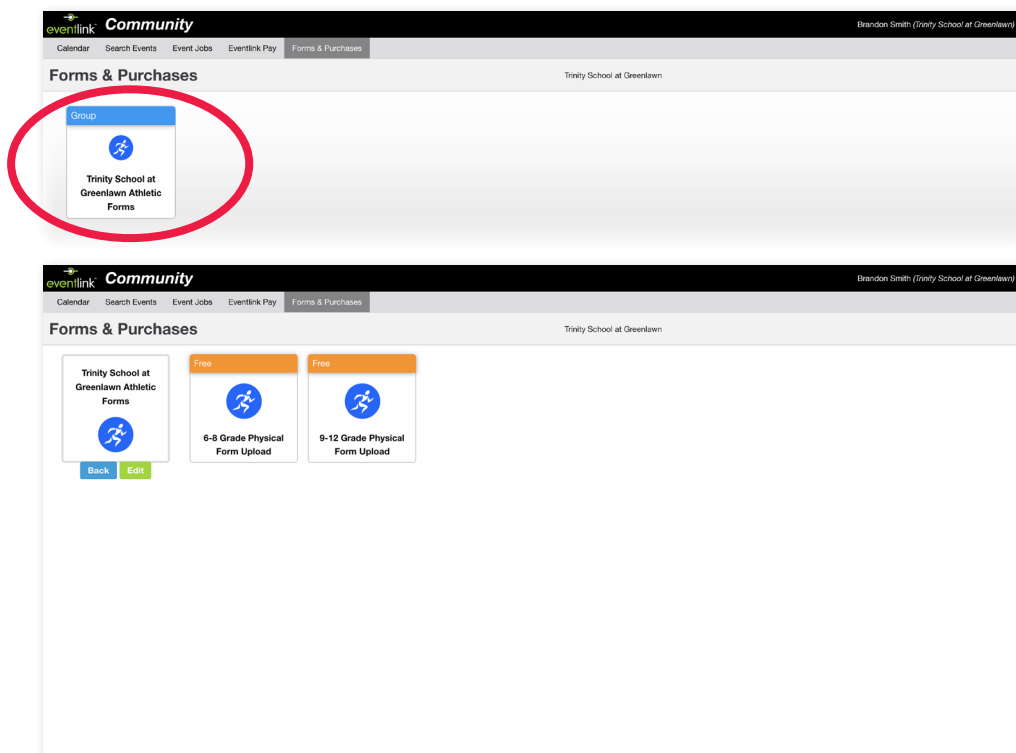 eventlink Community
Brandon Smith (Trinity School at Greenlawn)
Calendar Search Events Event Jobs Eventlink Pay Forms & Purchases
Forms & Purchases
Trinity School at Greenlawn
Group
Trinity School at
Greenlawn Athletic
Forms
eventlink Community
Brandon Smith (Trinity School at Greenlawn)
Calendar Search Events Event Jobs Eventlink Pay Forms & Purchases
Forms & Purchases
Trinity School at Greenlawn
Trinity School at
Greenlawn Athletic
Forms
Back Edit
Free
6-8 Grade Physical
Form Upload
Free
9-12 Grade Physical
Form Upload